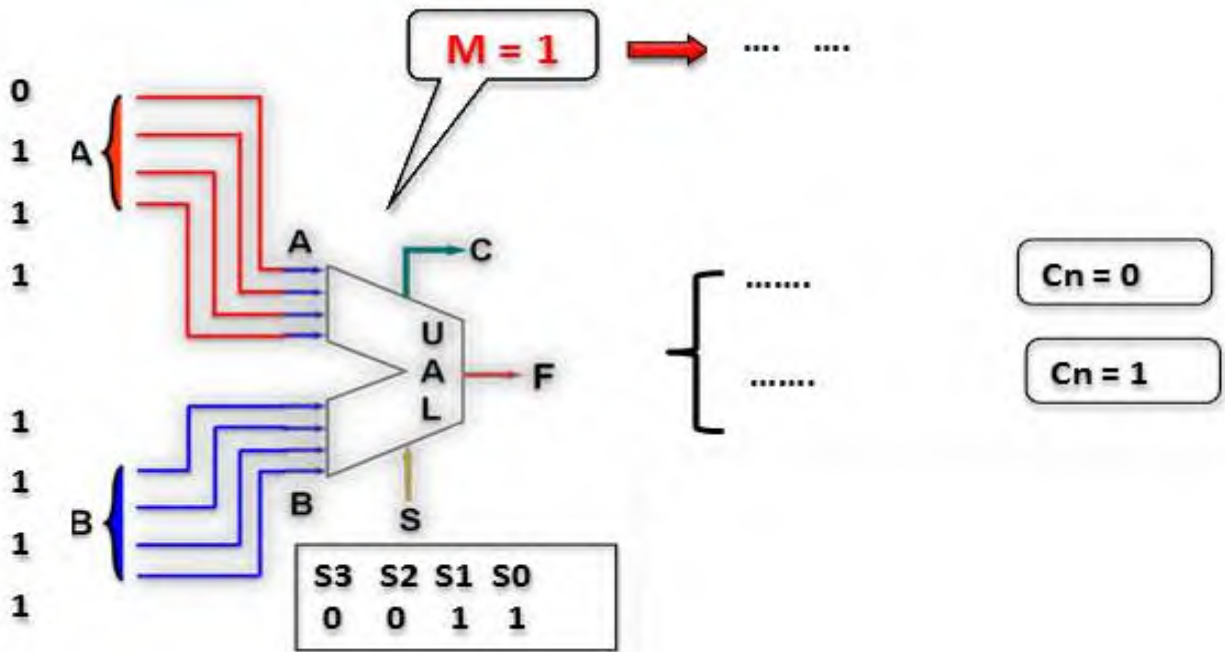 M = 1
.... ....
0
1
1
1
A
A
C
U
A
L
F
.......
Cn = 0
.......
Cn = 1
1
1
1
1
B
B
S
S3 S2 S1 S0
0 0 1 1